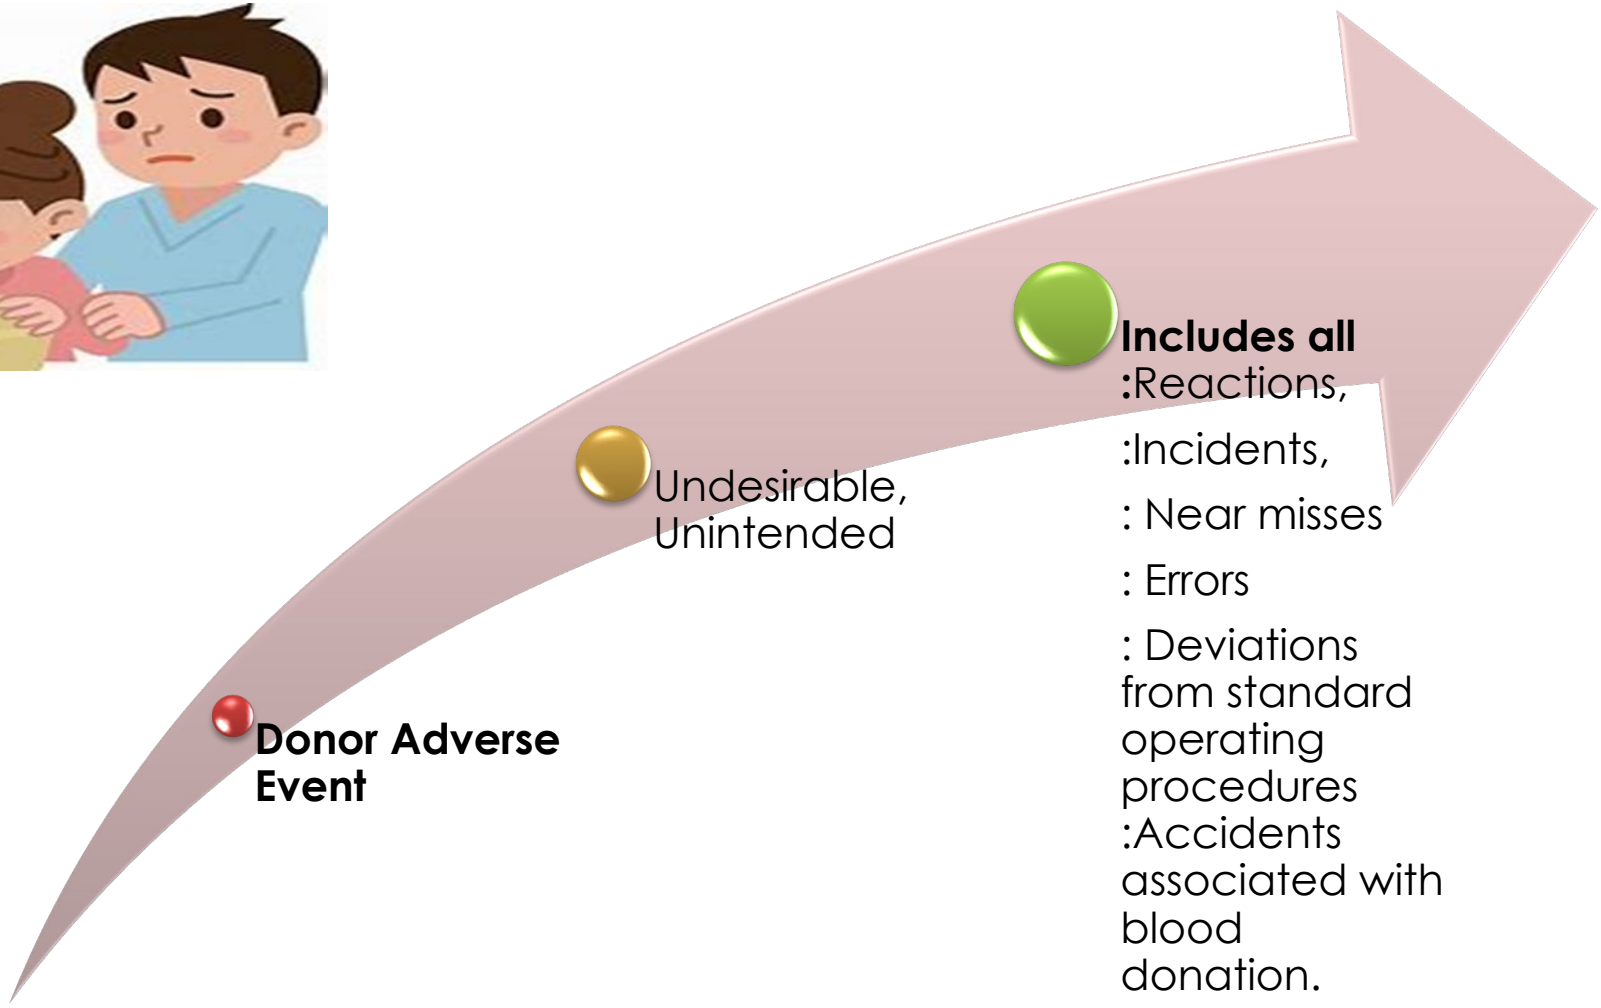 Donor Adverse
Event
Undesirable,
Unintended
Includes all
:Reactions,
:Incidents,
: Near misses
: Errors
: Deviations
from standard
operating
procedures
:Accidents
associated with
blood
donation.